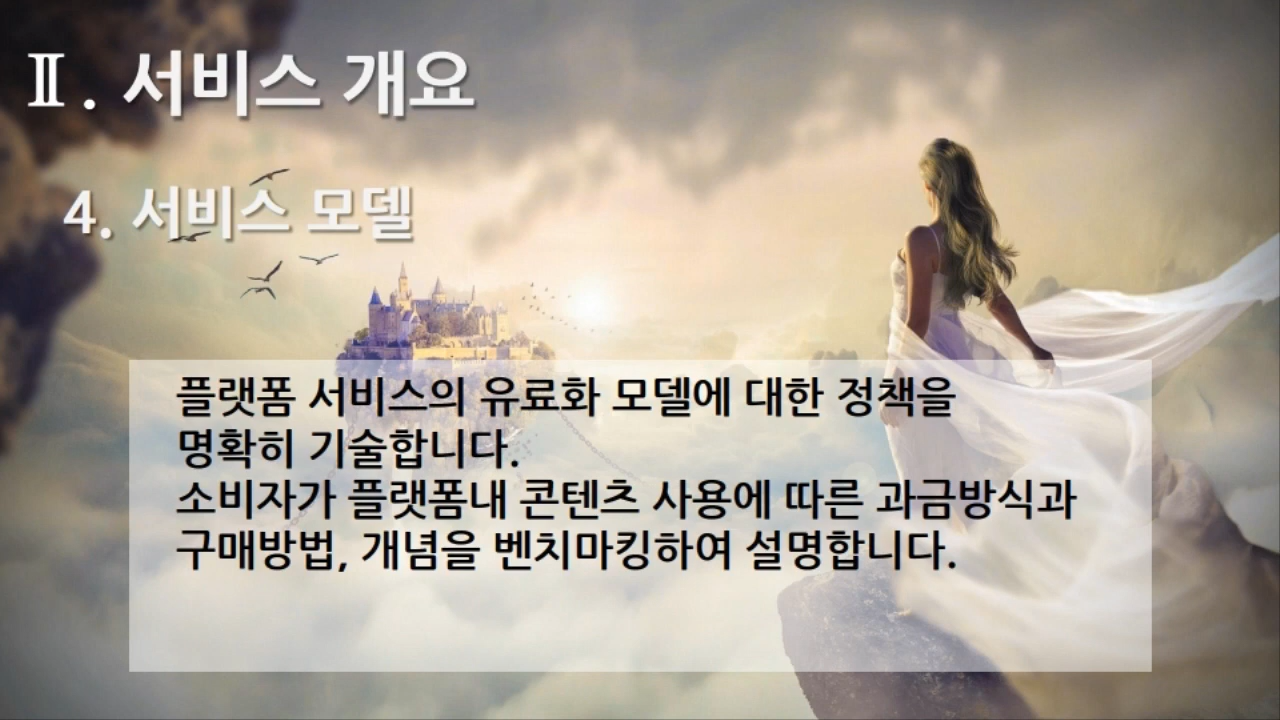 Ⅱ. 서비스 개요
4. 서비스 모델
플랫폼 서비스의 유료화 모델에 대한 정책을
명확히 기술합니다.
소비자가 플랫폼내 콘텐츠 사용에 따른 과금방식과
구매방법, 개념을 벤치마킹하여 설명합니다.